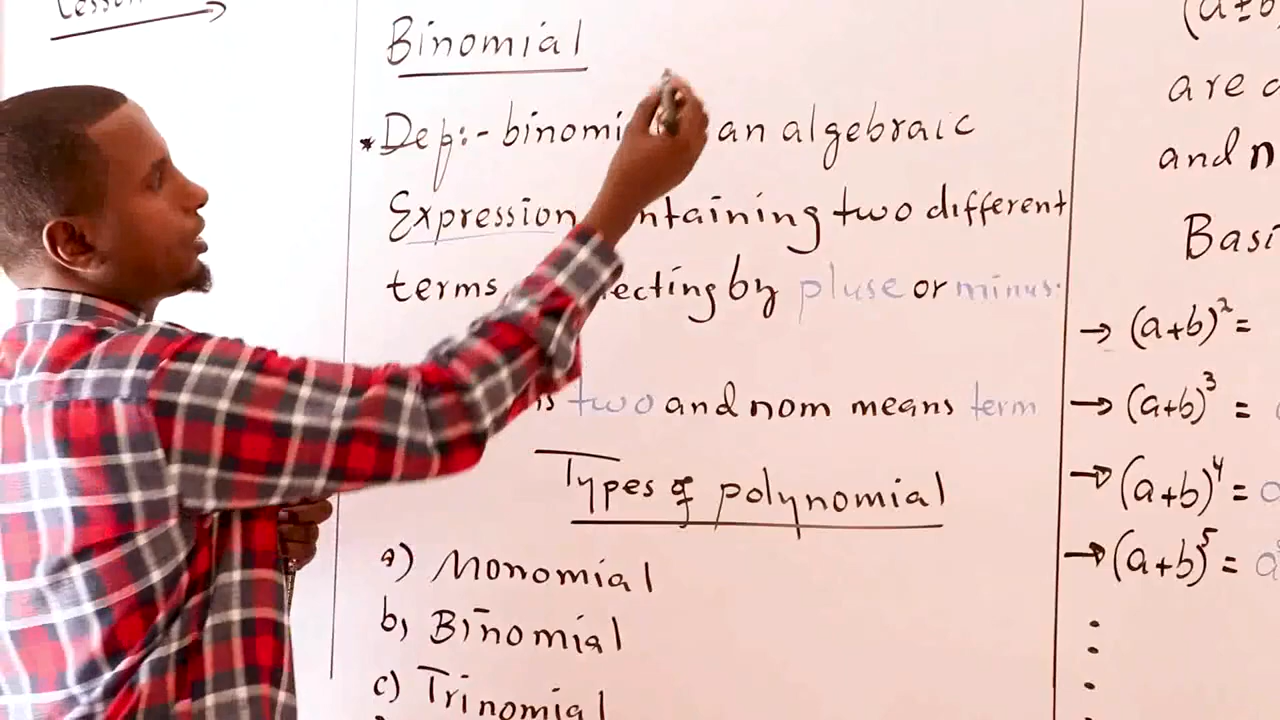 Lesson
Binomial
* Def:- binomi an algebraic
Expression ntaining two different
terms, ecting by pluse or minus.
is two and nom means term
Types of polynomial
a) Monomial
b) Binomial
c) Trinomial
(a±b
are
and n
Basi
→ (a+b)² =
→ (a+b)³ =
→ (a+b)⁴ = a
→ (a+b)⁵ = a